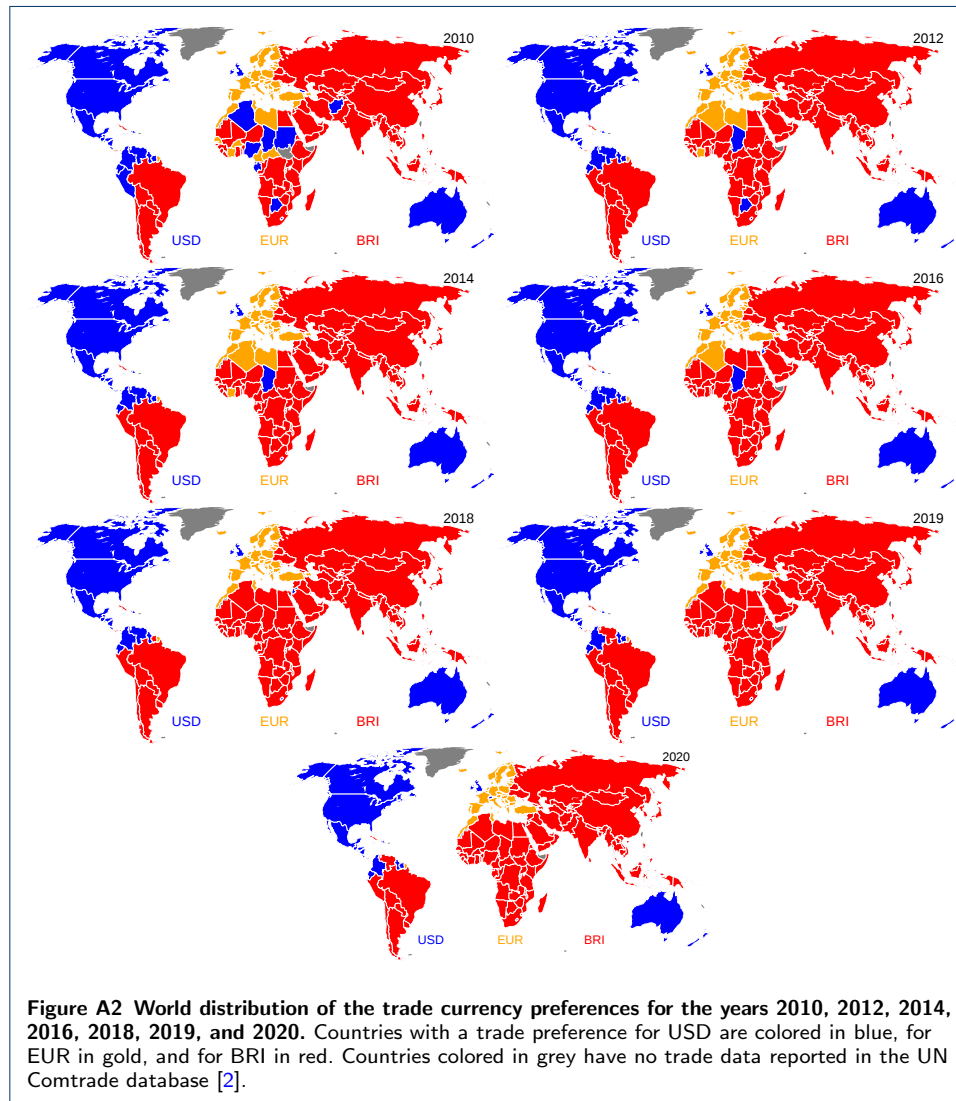 2010
2012
USD EUR BRI
USD EUR BRI
2014
2016
USD EUR BRI
USD EUR BRI
2018
2019
USD EUR BRI
USD EUR BRI
2020
USD EUR BRI
Figure A2 World distribution of the trade currency preferences for the years 2010, 2012, 2014,
2016, 2018, 2019, and 2020. Countries with a trade preference for USD are colored in blue, for
EUR in gold, and for BRI in red. Countries colored in grey have no trade data reported in the UN
Comtrade database [2].